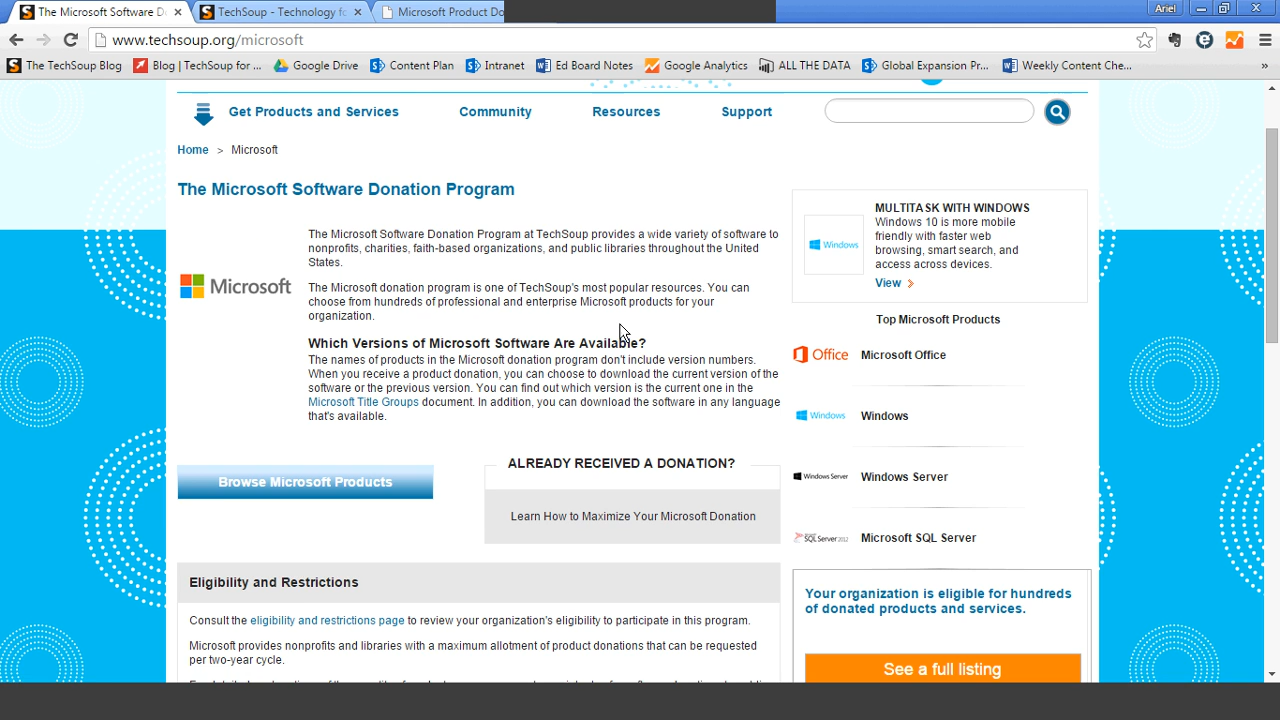 The Microsoft Software D
TechSoup - Technology fo
Microsoft Product Do
Ariel
www.techsoup.org/microsoft
The TechSoup Blog
Blog | TechSoup for ...
Google Drive
Content Plan
Intranet
Ed Board Notes
Google Analytics
ALL THE DATA
Global Expansion Pr...
Weekly Content Che...
»
Get Products and Services
Community
Resources
Support
Home > Microsoft
The Microsoft Software Donation Program
Microsoft
The Microsoft Software Donation Program at TechSoup provides a wide variety of software to
nonprofits, charities, faith-based organizations, and public libraries throughout the United
States.
The Microsoft donation program is one of TechSoup's most popular resources. You can
choose from hundreds of professional and enterprise Microsoft products for your
organization.
Which Versions of Microsoft Software Are Available?
The names of products in the Microsoft donation program don't include version numbers.
When you receive a product donation, you can choose to download the current version of the
software or the previous version. You can find out which version is the current one in the
Microsoft Title Groups document. In addition, you can download the software in any language
that's available.
Browse Microsoft Products
ALREADY RECEIVED A DONATION?
Learn How to Maximize Your Microsoft Donation
Eligibility and Restrictions
Consult the eligibility and restrictions page to review your organization's eligibility to participate in this program.
Microsoft provides nonprofits and libraries with a maximum allotment of product donations that can be requested
per two-year cycle.
Windows
MULTITASK WITH WINDOWS
Windows 10 is more mobile
friendly with faster web
browsing, smart search, and
access across devices.
View
Top Microsoft Products
Office
Microsoft Office
Windows
Windows
Windows Server
Windows Server
SQL Server 2012
Microsoft SQL Server
Your organization is eligible for hundreds
of donated products and services.
See a full listing